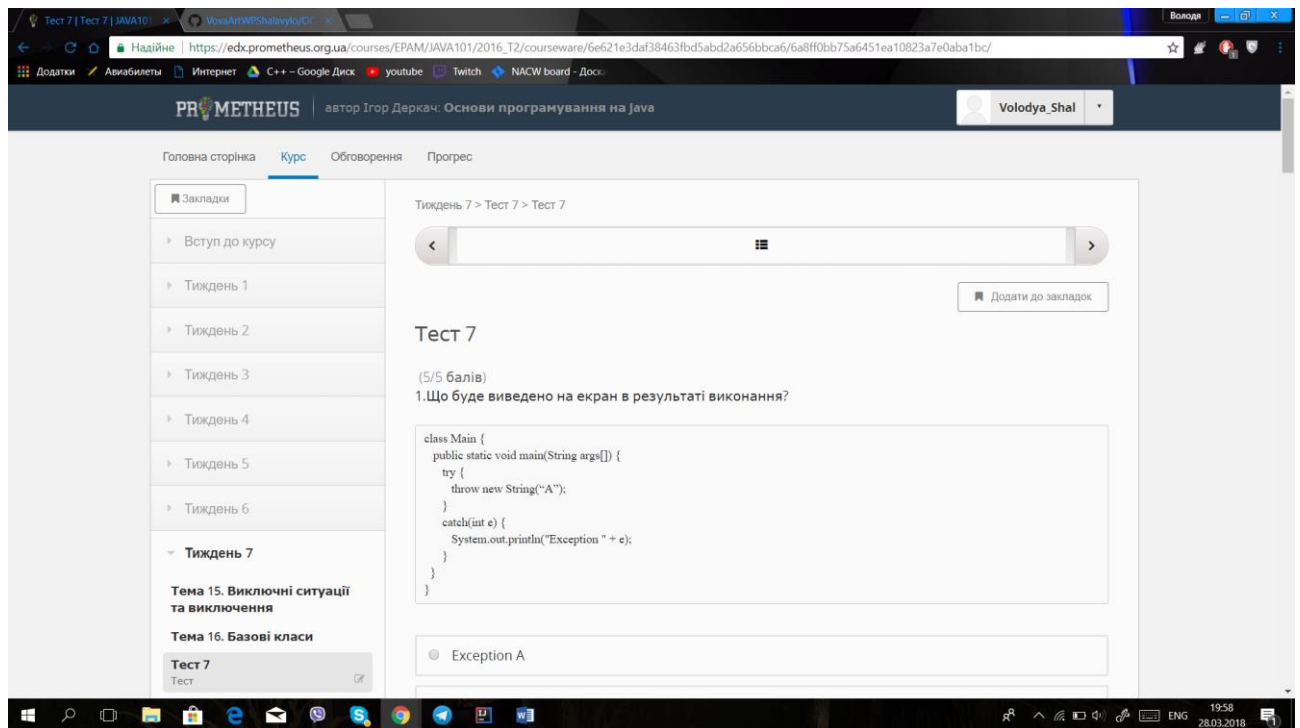 Тест 7 | Тест 7 | JAVA101
VovaArtWPShalavylo/
Володя
Надійне | https://edx.prometheus.org.ua/courses/EPAM/JAVA101/2016_T2/courseware/6e621e3daf38463fbd5abd2a656bbca6/6a8ff0bb75a6451ea10823a7e0aba1bc/
Додатки Авиабилеты Интернет C++ – Google Диск youtube Twitch NACW board - Доск
PROMETHEUS автор Ігор Деркач: Основи програмування на Java Volodya_Shal
Головна сторінка Курс Обговорення Прогрес
Закладки
Вступ до курсу
Тиждень 1
Тиждень 2
Тиждень 3
Тиждень 4
Тиждень 5
Тиждень 6
Тиждень 7
Тема 15. Виключні ситуації
та виключення
Тема 16. Базові класи
Тест 7
Тест
Тиждень 7 > Тест 7 > Тест 7
Додати до закладок
Тест 7
(5/5 балів)
1.Що буде виведено на екран в результаті виконання?
class Main {
public static void main(String args[]) {
try {
throw new String(“A”);
}
catch(int e) {
System.out.println("Exception " + e);
}
}
}
Exception A
ENG
19:58
28.03.2018